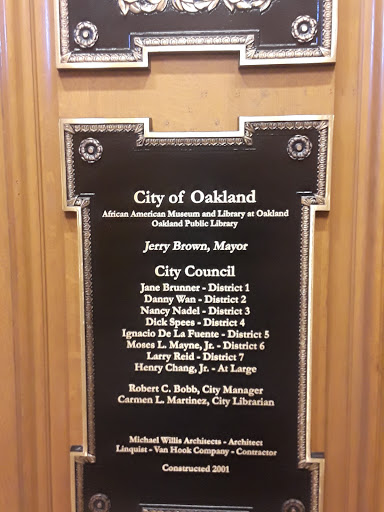 City of Oakland
African American Museum and Library at Oakland
Oakland Public Library
Jerry Brown, Mayor
City Council
Jane Brunner - District 1
Danny Wan - District 2
Nancy Nadel - District 3
Dick Spees - District 4
Ignacio De La Fuente - District 5
Moses L. Mayne, Jr. - District 6
Larry Reid - District 7
Henry Chang, Jr. - At Large
Robert C. Bobb, City Manager
Carmen L. Martinez, City Librarian
Michael Willis Architects - Architect
Linquist - Van Hook Company - Contractor
Constructed 2001